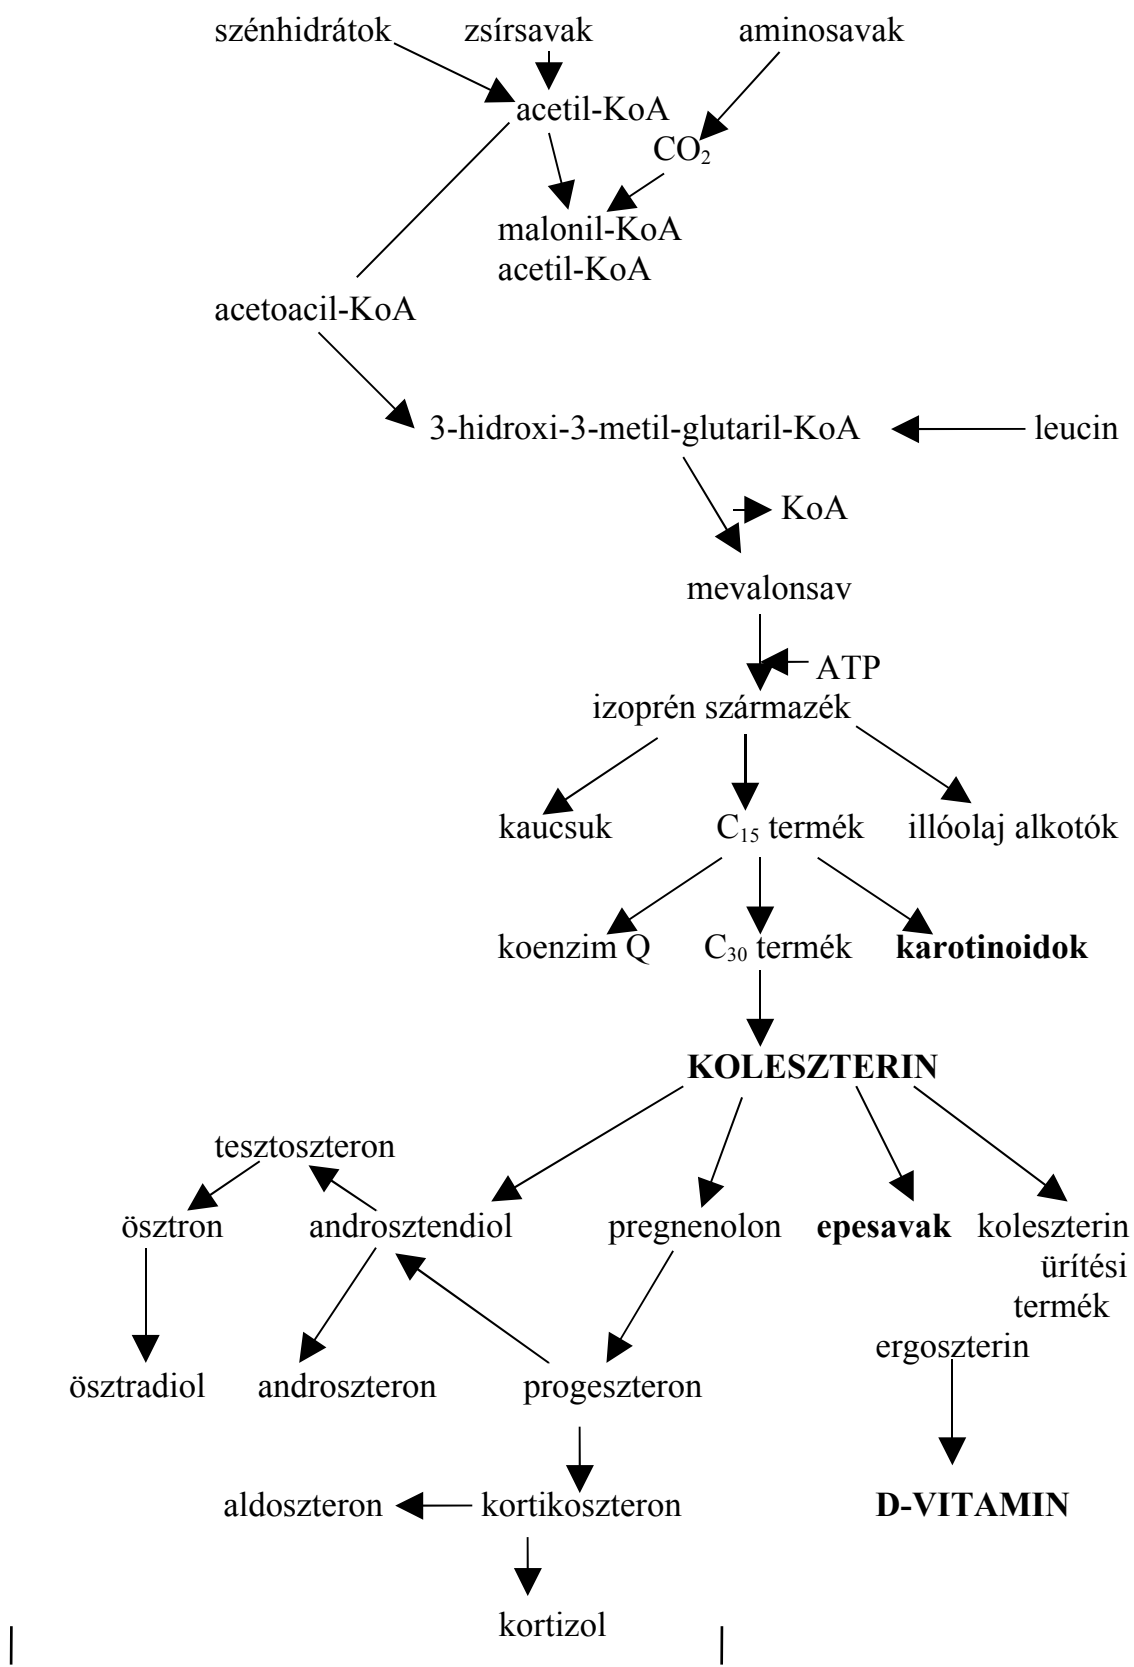 szénhidrátok zsírsavak aminosavak
acetil-KoA
CO₂
malonil-KoA
acetil-KoA
acetoacil-KoA
3-hidroxi-3-metil-glutaril-KoA leucin
KoA
mevalonsav
ATP
izoprén származék
kaucsuk C₁₅ termék illóolaj alkotók
koenzim Q C₃₀ termék karotinoidok
KOLESZTERIN
tesztoszteron
ösztron androsztendiol pregnenolon epesavak koleszterin
ürítési
termék
ergoszterin
ösztradiol androszteron progeszteron
aldoszteron kortikoszteron D-VITAMIN
kortizol